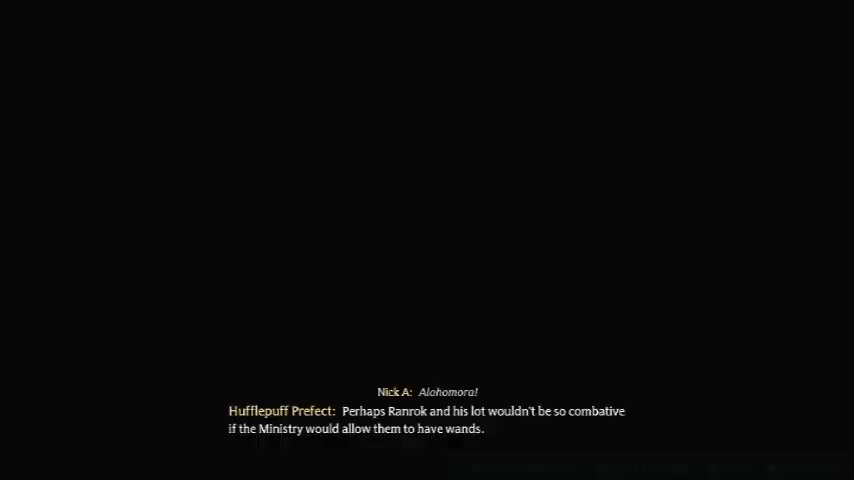 Nick A: Alohomora!
Hufflepuff Prefect: Perhaps Ranrok and his lot wouldn't be so combative
if the Ministry would allow them to have wands.